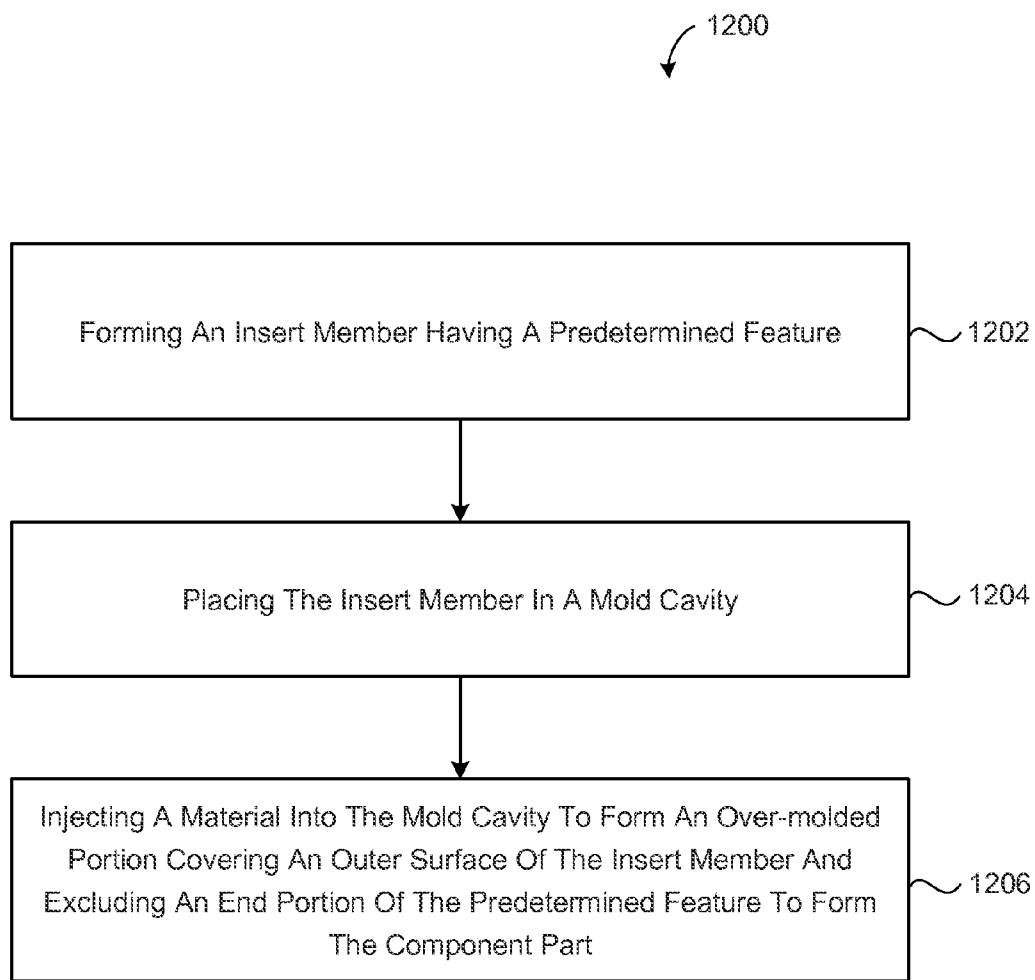 1200
Forming An Insert Member Having A Predetermined Feature
1202
Placing The Insert Member In A Mold Cavity
1204
Injecting A Material Into The Mold Cavity To Form An Over-molded
Portion Covering An Outer Surface Of The Insert Member And
Excluding An End Portion Of The Predetermined Feature To Form
The Component Part
1206